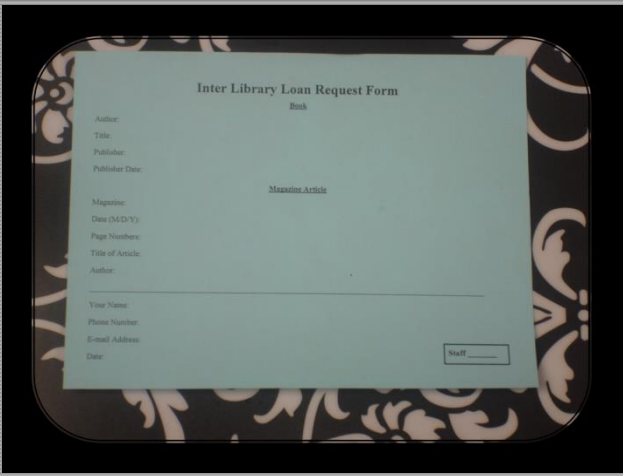 Inter Library Loan Request Form
Book
Author:
Title:
Publisher:
Publisher Date:
Magazine Article
Magazine:
Date (M/D/Y):
Page Numbers:
Title of Article:
Author:
Your Name:
Phone Number:
E-mail Address:
Date:
Staff ______